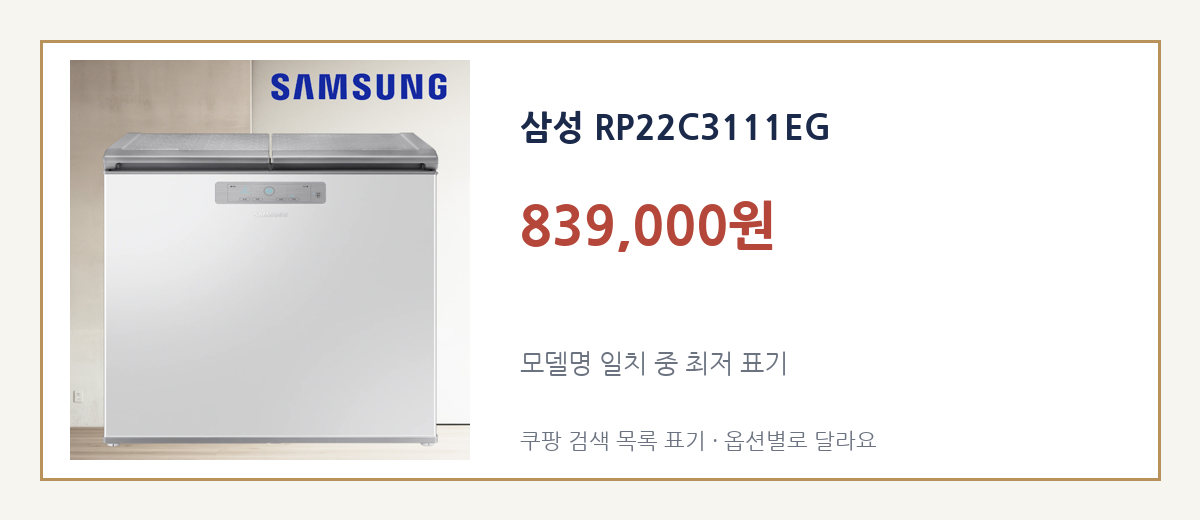 SAMSUNG
삼성 RP22C3111EG
839,000원
모델명 일치 중 최저 표기
쿠팡 검색 목록 표기 · 옵션별로 달라요